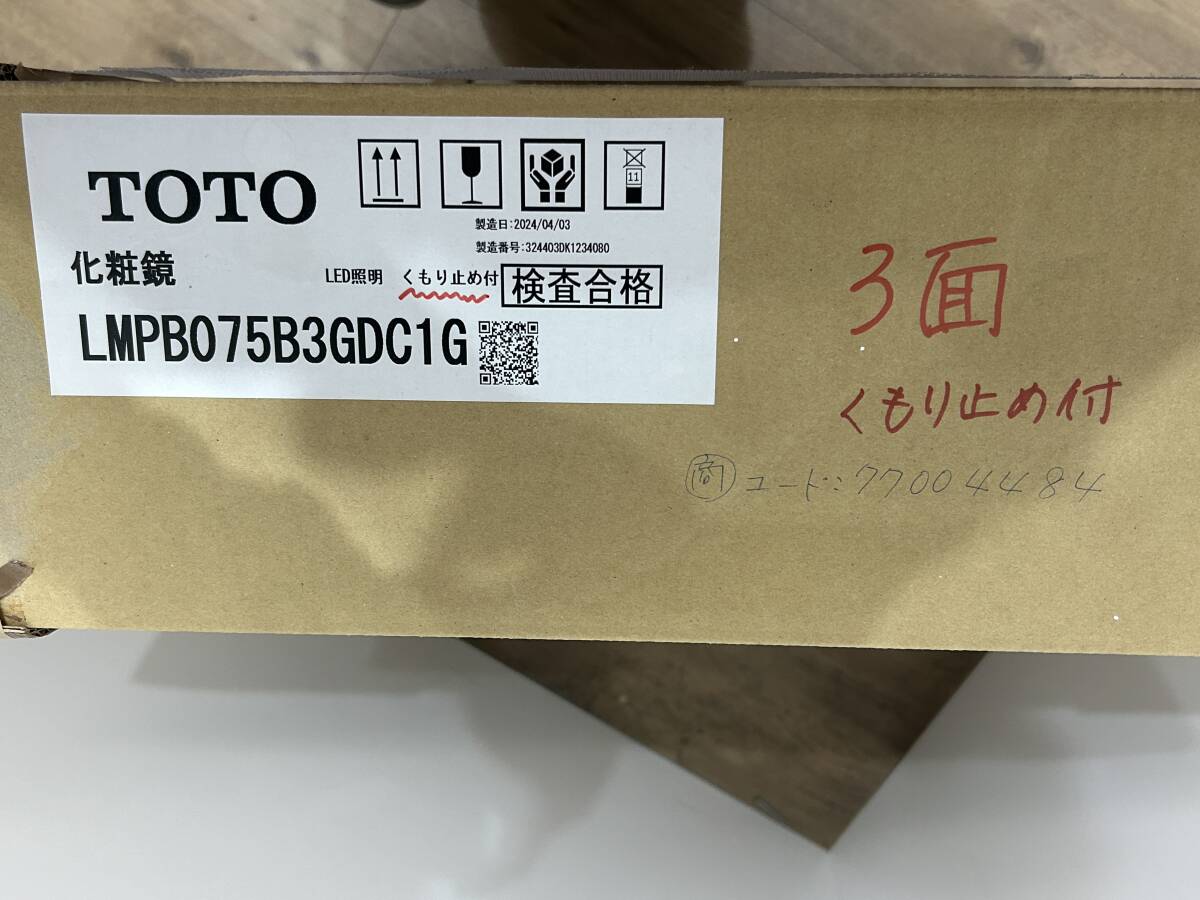 TOTO
11
製造日:2024/04/03
製造番号:324403DK1234080
化粧鏡
LED照明 くもり止め付 検査合格
LMPB075B3GDC1G
3面
くもり止め付
商 コード:77004484